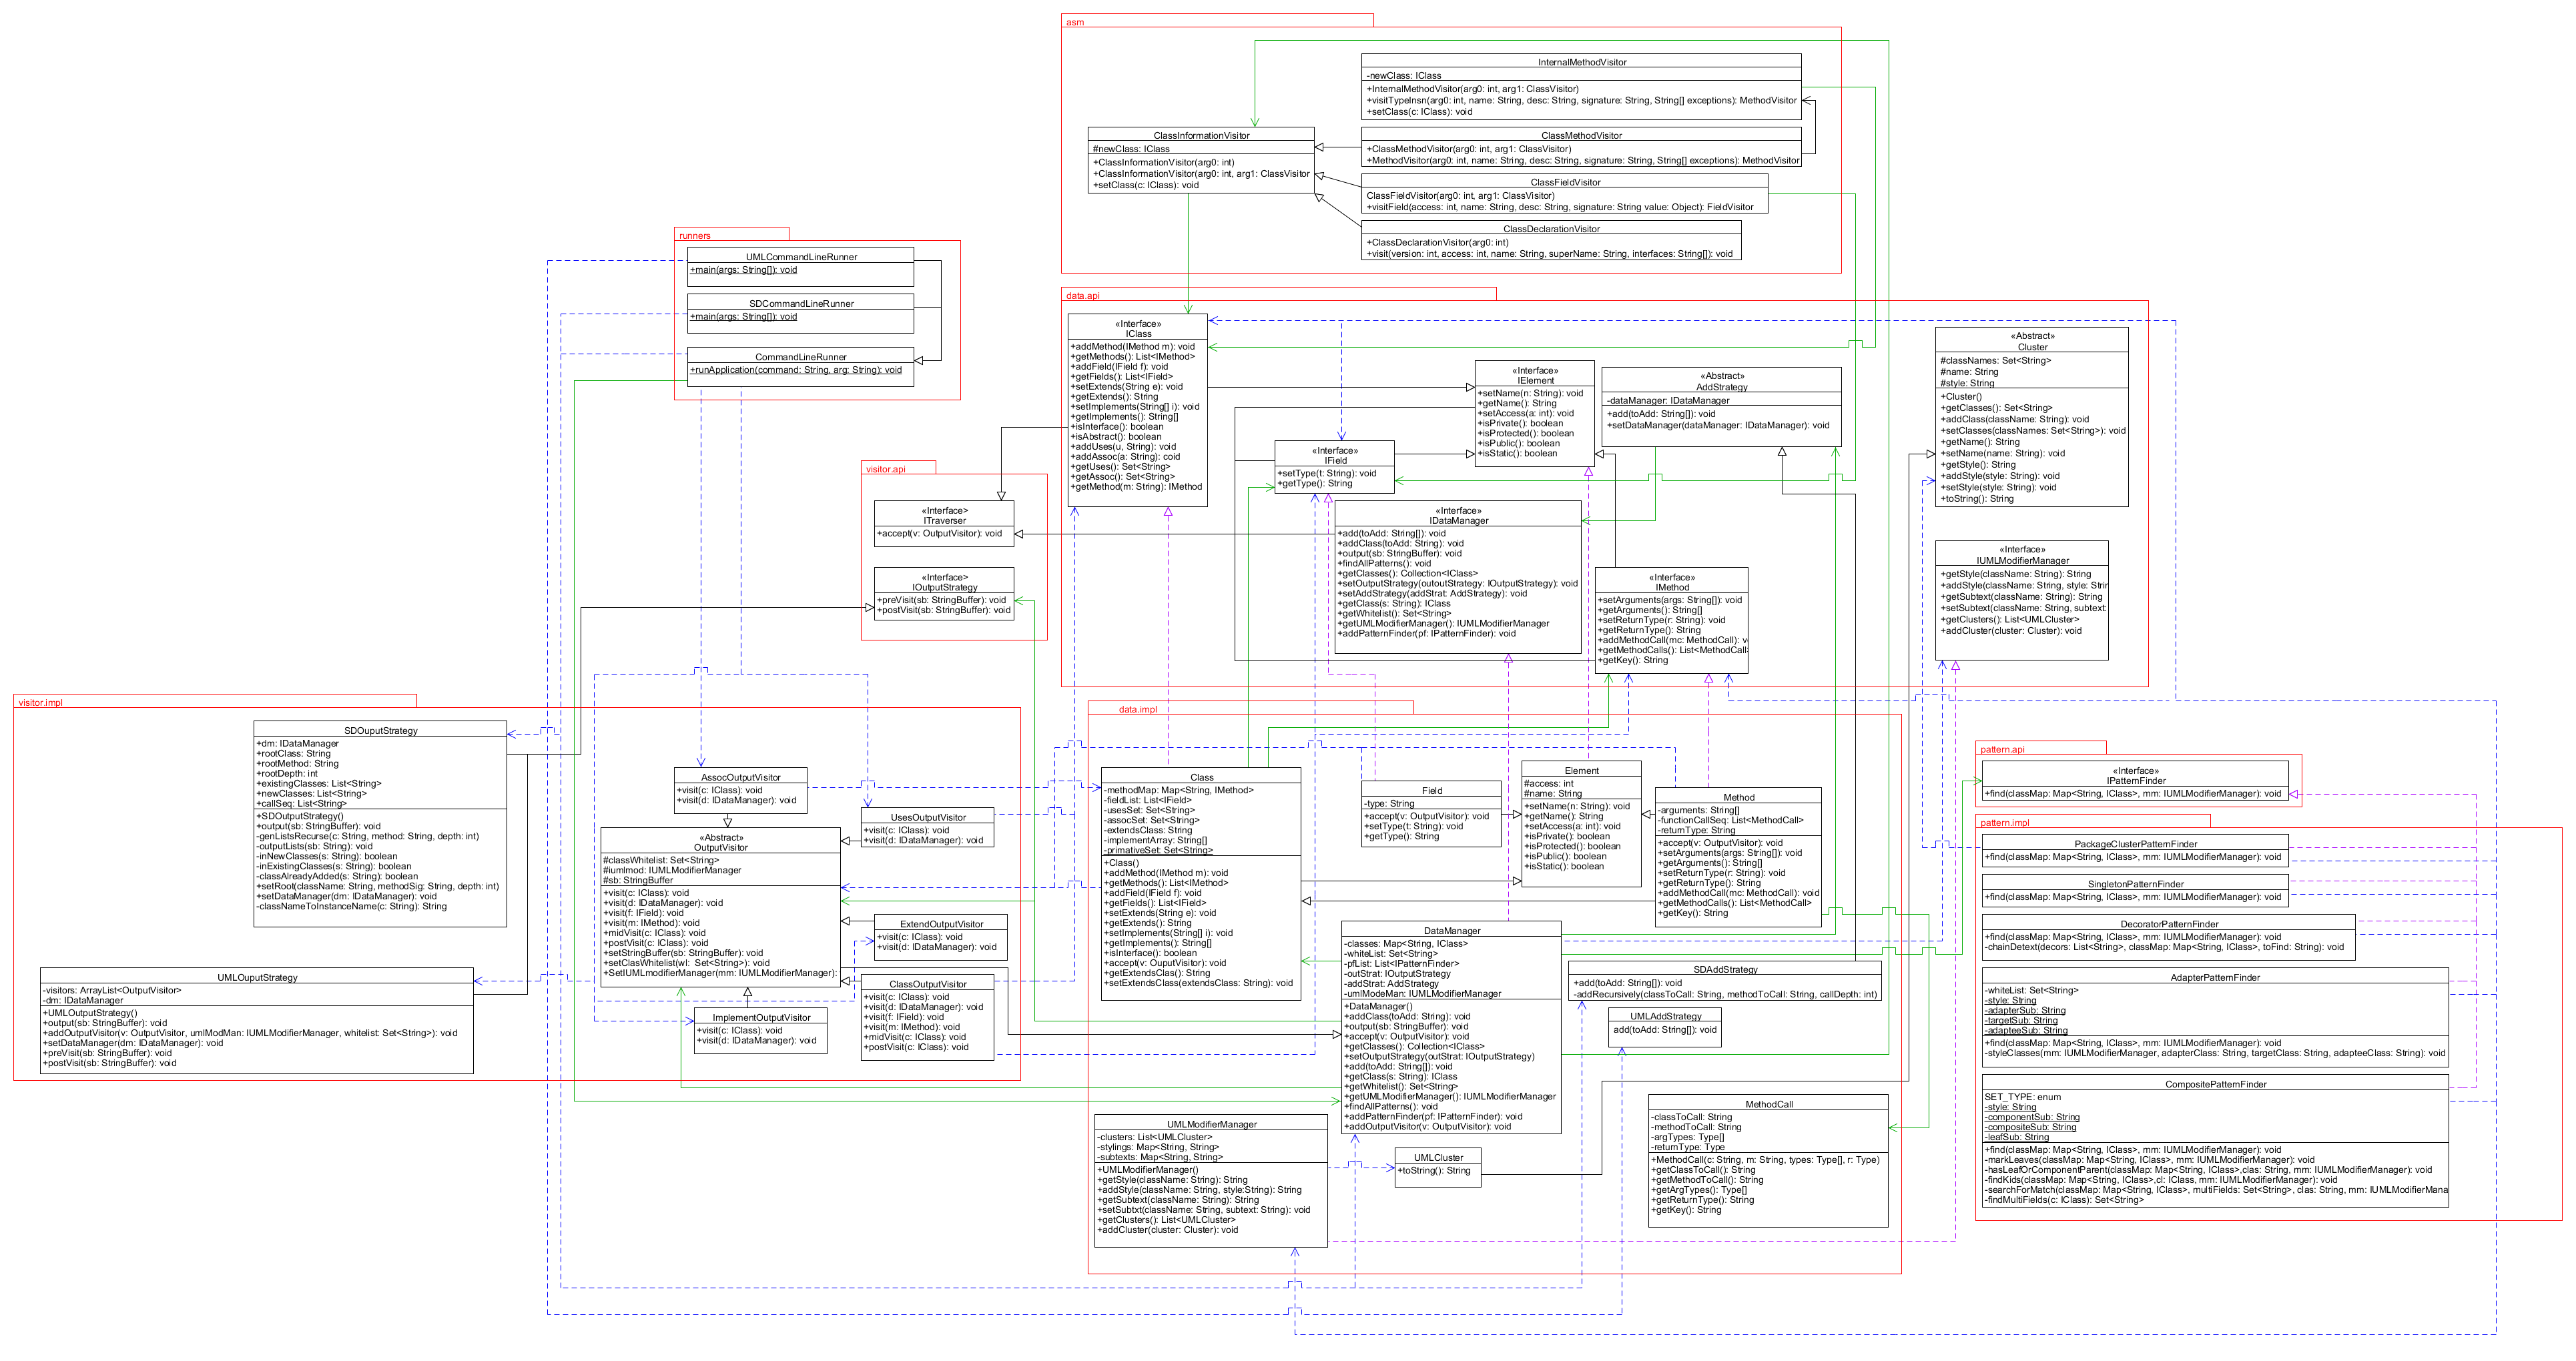 asm
InternalMethodVisitor
-newClass: IClass
+InternalMethodVisitor(arg0: int, arg1: ClassVisitor)
+visitTypeInsn(arg0: int, name: String, desc: String, signature: String, String[] exceptions): MethodVisitor
+setClass(c: IClass): void
ClassInformationVisitor
#newClass: IClass
+ClassInformationVisitor(arg0: int)
+ClassInformationVisitor(arg0: int, arg1: ClassVisitor
+setClass(c: IClass): void
ClassMethodVisitor
+ClassMethodVisitor(arg0: int, arg1: ClassVisitor)
+MethodVisitor(arg0: int, name: String, desc: String, signature: String, String[] exceptions): MethodVisitor
ClassFieldVisitor
ClassFieldVisitor(arg0: int, arg1: ClassVisitor)
+visitField(access: int, name: String, desc: String, signature: String value: Object): FieldVisitor
ClassDeclarationVisitor
+ClassDeclarationVisitor(arg0: int)
+visit(version: int, access: int, name: String, superName: String, interfaces: String[]): void
runners
UMLCommandLineRunner
+main(args: String[]): void
SDCommandLineRunner
+main(args: String[]): void
CommandLineRunner
+runApplication(command: String, arg: String): void
data.api
«Interface»
IClass
+addMethod(IMethod m): void
+getMethods(): List<IMethod>
+addField(IField f): void
+getFields(): List<IField>
+setExtends(String e): void
+getExtends(): String
+setImplements(String[] i): void
+getImplements(): String[]
+isInterface(): boolean
+isAbstract(): boolean
+addUses(u, String): void
+addAssoc(a: String): coid
+getUses(): Set<String>
+getAssoc(): Set<String>
+getMethod(m: String): IMethod
«Interface»
IElement
+setName(n: String): void
+getName(): String
+setAccess(a: int): void
+isPrivate(): boolean
+isProtected(): boolean
+isPublic(): boolean
+isStatic(): boolean
«Abstract»
AddStrategy
-dataManager: IDataManager
+add(toAdd: String[]): void
+setDataManager(dataManager: IDataManager): void
«Interface»
IField
+setType(t: String): void
+getType(): String
«Interface»
IDataManager
+add(toAdd: String[]): void
+addClass(toAdd: String): void
+output(sb: StringBuffer): void
+findAllPatterns(): void
+getClasses(): Collection<IClass>
+setOutputStrategy(outoutStrategy: IOutputStrategy): void
+setAddStrategy(addStrat: AddStrategy): void
+getClass(s: String): IClass
+getWhitelist(): Set<String>
+getUMLModifierManager(): IUMLModifierManager
+addPatternFinder(pf: IPatternFinder): void
«Interface»
IMethod
+setArguments(args: String[]): void
+getArguments(): String[]
+setReturnType(r: String): void
+getReturnType(): String
+addMethodCall(mc: MethodCall): v
+getMethodCalls(): List<MethodCall
+getKey(): String
«Abstract»
Cluster
#classNames: Set<String>
#name: String
#style: String
+Cluster()
+getClasses(): Set<String>
+addClass(className: String): void
+setClasses(classNames: Set<String>): void
+getName(): String
+setName(name: String): void
+getStyle(): String
+addStyle(style: String): void
+setStyle(style: String): void
+toString(): String
«Interface»
IUMLModifierManager
+getStyle(className: String): String
+addStyle(className: String, style: Strin
+getSubtext(className: String): String
+setSubtext(className: String, subtext:
+getClusters(): List<UMLCluster>
+addCluster(cluster: Cluster): void
visitor.api
«Interface>
ITraverser
+accept(v: OutputVisitor): void
«Interface>
IOutputStrategy
+preVisit(sb: StringBuffer): void
+postVisit(sb: StringBuffer): void
visitor.impl
SDOuputStrategy
+dm: IDataManager
+rootClass: String
+rootMethod: String
+rootDepth: int
+existingClasses: List<String>
+newClasses: List<String>
+callSeq: List<String>
+SDOutputStrategy()
+output(sb: StringBuffer): void
-genListsRecurse(c: String, method: String, depth: int)
-outputLists(sb: String): void
-inNewClasses(s: String): boolean
-inExistingClasses(s: String): boolean
-classAlreadyAdded(s: String): boolean
+setRoot(className: String, methodSig: String, depth: int)
+setDataManager(dm: IDataManager): void
-classNameToInstanceName(c: String): String
UMLOuputStrategy
-visitors: ArrayList<OutputVisitor>
-dm: IDataManager
+UMLOutputStrategy()
+output(sb: StringBuffer): void
+addOutputVisitor(v: OutputVisitor, umlModMan: IUMLModifierManager, whitelist: Set<String>): void
+setDataManager(dm: IDataManager): void
+preVisit(sb: StringBuffer): void
+postVisit(sb: StringBuffer): void
AssocOutputVisitor
+visit(c: IClass): void
+visit(d: IDataManager): void
«Abstract»
OutputVisitor
#classWhitelist: Set<String>
#iumlmod: IUMLModifierManager
#sb: StringBuffer
+visit(c: IClass): void
+visit(d: IDataManager): void
+visit(f: IField): void
+visit(m: IMethod): void
+midVisit(c: IClass): void
+postVisit(c: IClass): void
+setStringBuffer(sb: StringBuffer): void
+setClasWhitelist(wl: Set<String>): void
+SetIUMLmodifierManager(mm: IUMLModifierManager):
UsesOutputVisitor
+visit(c: IClass): void
+visit(d: IDataManager): void
ExtendOutputVisitor
+visit(c: IClass): void
+visit(d: IDataManager): void
ClassOutputVisitor
+visit(c: IClass): void
+visit(d: IDataManager): void
+visit(f: IField): void
+visit(m: IMethod): void
+midVisit(c: IClass): void
+postVisit(c: IClass): void
ImplementOutputVisitor
+visit(c: IClass): void
+visit(d: IDataManager): void
data.impl
Class
-methodMap: Map<String, IMethod>
-fieldList: List<IField>
-usesSet: Set<String>
-assocSet: Set<String>
-extendsClass: String
-implementArray: String[]
-primativeSet: Set<String>
+Class()
+addMethod(IMethod m): void
+getMethods(): List<IMethod>
+addField(IField f): void
+getFields(): List<IField>
+setExtends(String e): void
+getExtends(): String
+setImplements(String[] i): void
+getImplements(): String[]
+isInterface(): boolean
+accept(v: OuputVisitor): void
+getExtendsClas(): String
+setExtendsClass(extendsClass: String): void
Field
-type: String
+accept(v: OutputVisitor): void
+setType(t: String): void
+getType(): String
Element
#access: int
#name: String
+setName(n: String): void
+getName(): String
+setAccess(a: int): void
+isPrivate(): boolean
+isProtected(): boolean
+isPublic(): boolean
+isStatic(): boolean
Method
-arguments: String[]
-functionCallSeq: List<MethodCall>
-returnType: String
+accept(v: OutputVisitor): void
+setArguments(args: String[]): void
+getArguments(): String[]
+setReturnType(r: String): void
+getReturnType(): String
+addMethodCall(mc: MethodCall): void
+getMethodCalls(): List<MethodCall>
+getKey(): String
DataManager
-classes: Map<String, IClass>
-whiteList: Set<String>
-pfList: List<IPatternFinder>
-outStrat: IOutputStrategy
-addStrat: AddStrategy
-umlModeMan: IUMLModifierManager
+DataManager()
+addClass(toAdd: String): void
+output(sb: StringBuffer): void
+accept(v: OutputVisitor): void
+getClasses(): Collection<IClass>
+setOutputStrategy(outStrat: IOutputStrategy)
+add(toAdd: String[]): void
+getClass(s: String): IClass
+getWhitelist(): Set<String>
+getUMLModifierManager(): IUMLModifierManager
+findAllPatterns(): void
+addPatternFinder(pf: IPatternFinder): void
+addOutputVisitor(v: OutputVisitor): void
SDAddStrategy
+add(toAdd: String[]): void
-addRecursively(classToCall: String, methodToCall: String, callDepth: int)
UMLAddStrategy
add(toAdd: String[]): void
UMLModifierManager
-clusters: List<UMLCluster>
-stylings: Map<String, String>
-subtexts: Map<String, String>
+UMLModifierManager()
+getStyle(className: String): String
+addStyle(className: String, style:String): String
+getSubtext(className: String): String
+setSubtxt(className: String, subtext: String): void
+getClusters(): List<UMLCluster>
+addCluster(cluster: Cluster): void
UMLCluster
+toString(): String
MethodCall
-classToCall: String
-methodToCall: String
-argTypes: Type[]
-returnType: Type
+MethodCall(c: String, m: String, types: Type[], r: Type)
+getClassToCall(): String
+getMethodToCall(): String
+getArgTypes(): Type[]
+getReturnType(): String
+getKey(): String
pattern.api
«Interface»
IPatternFinder
+find(classMap: Map<String, IClass>, mm: IUMLModifierManager): void
pattern.impl
PackageClusterPatternFinder
+find(classMap: Map<String, IClass>, mm: IUMLModifierManager): void
SingletonPatternFinder
+find(classMap: Map<String, IClass>, mm: IUMLModifierManager): void
DecoratorPatternFinder
+find(classMap: Map<String, IClass>, mm: IUMLModifierManager): void
-chainDetext(decors: List<String>, classMap: Map<String, IClass>, toFind: String): void
AdapterPatternFinder
-whiteList: Set<String>
-style: String
-adapterSub: String
-targetSub: String
-adapteeSub: String
+find(classMap: Map<String, IClass>, mm: IUMLModifierManager): void
-styleClasses(mm: IUMLModifierManager, adapterClass: String, targetClass: String, adapteeClass: String): void
CompositePatternFinder
SET_TYPE: enum
-style: String
-componentSub: String
-compositeSub: String
-leafSub: String
+find(classMap: Map<String, IClass>, mm: IUMLModifierManager): void
-markLeaves(classMap: Map<String, IClass>, mm: IUMLModifierManager): void
-hasLeafOrComponentParent(classMap: Map<String, IClass>,clas: String, mm: IUMLModifierManager): void
-findKids(classMap: Map<String, IClass>,cl: IClass, mm: IUMLModifierManager): void
-searchForMatch(classMap: Map<String, IClass>, multiFields: Set<String>, clas: String, mm: IUMLModifierMana
-findMultiFields(c: IClass): Set<String>